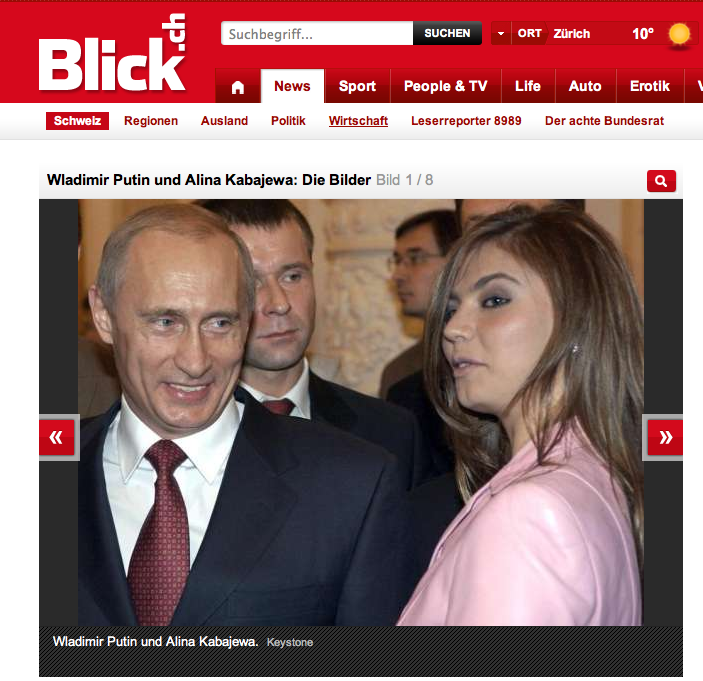 Blick.ch
Suchbegriff... SUCHEN ORT Zürich 10°
News Sport People & TV Life Auto Erotik
Schweiz Regionen Ausland Politik Wirtschaft Leserreporter 8989 Der achte Bundesrat
Wladimir Putin und Alina Kabajewa: Die Bilder Bild 1 / 8
« »
Wladimir Putin und Alina Kabajewa. Keystone